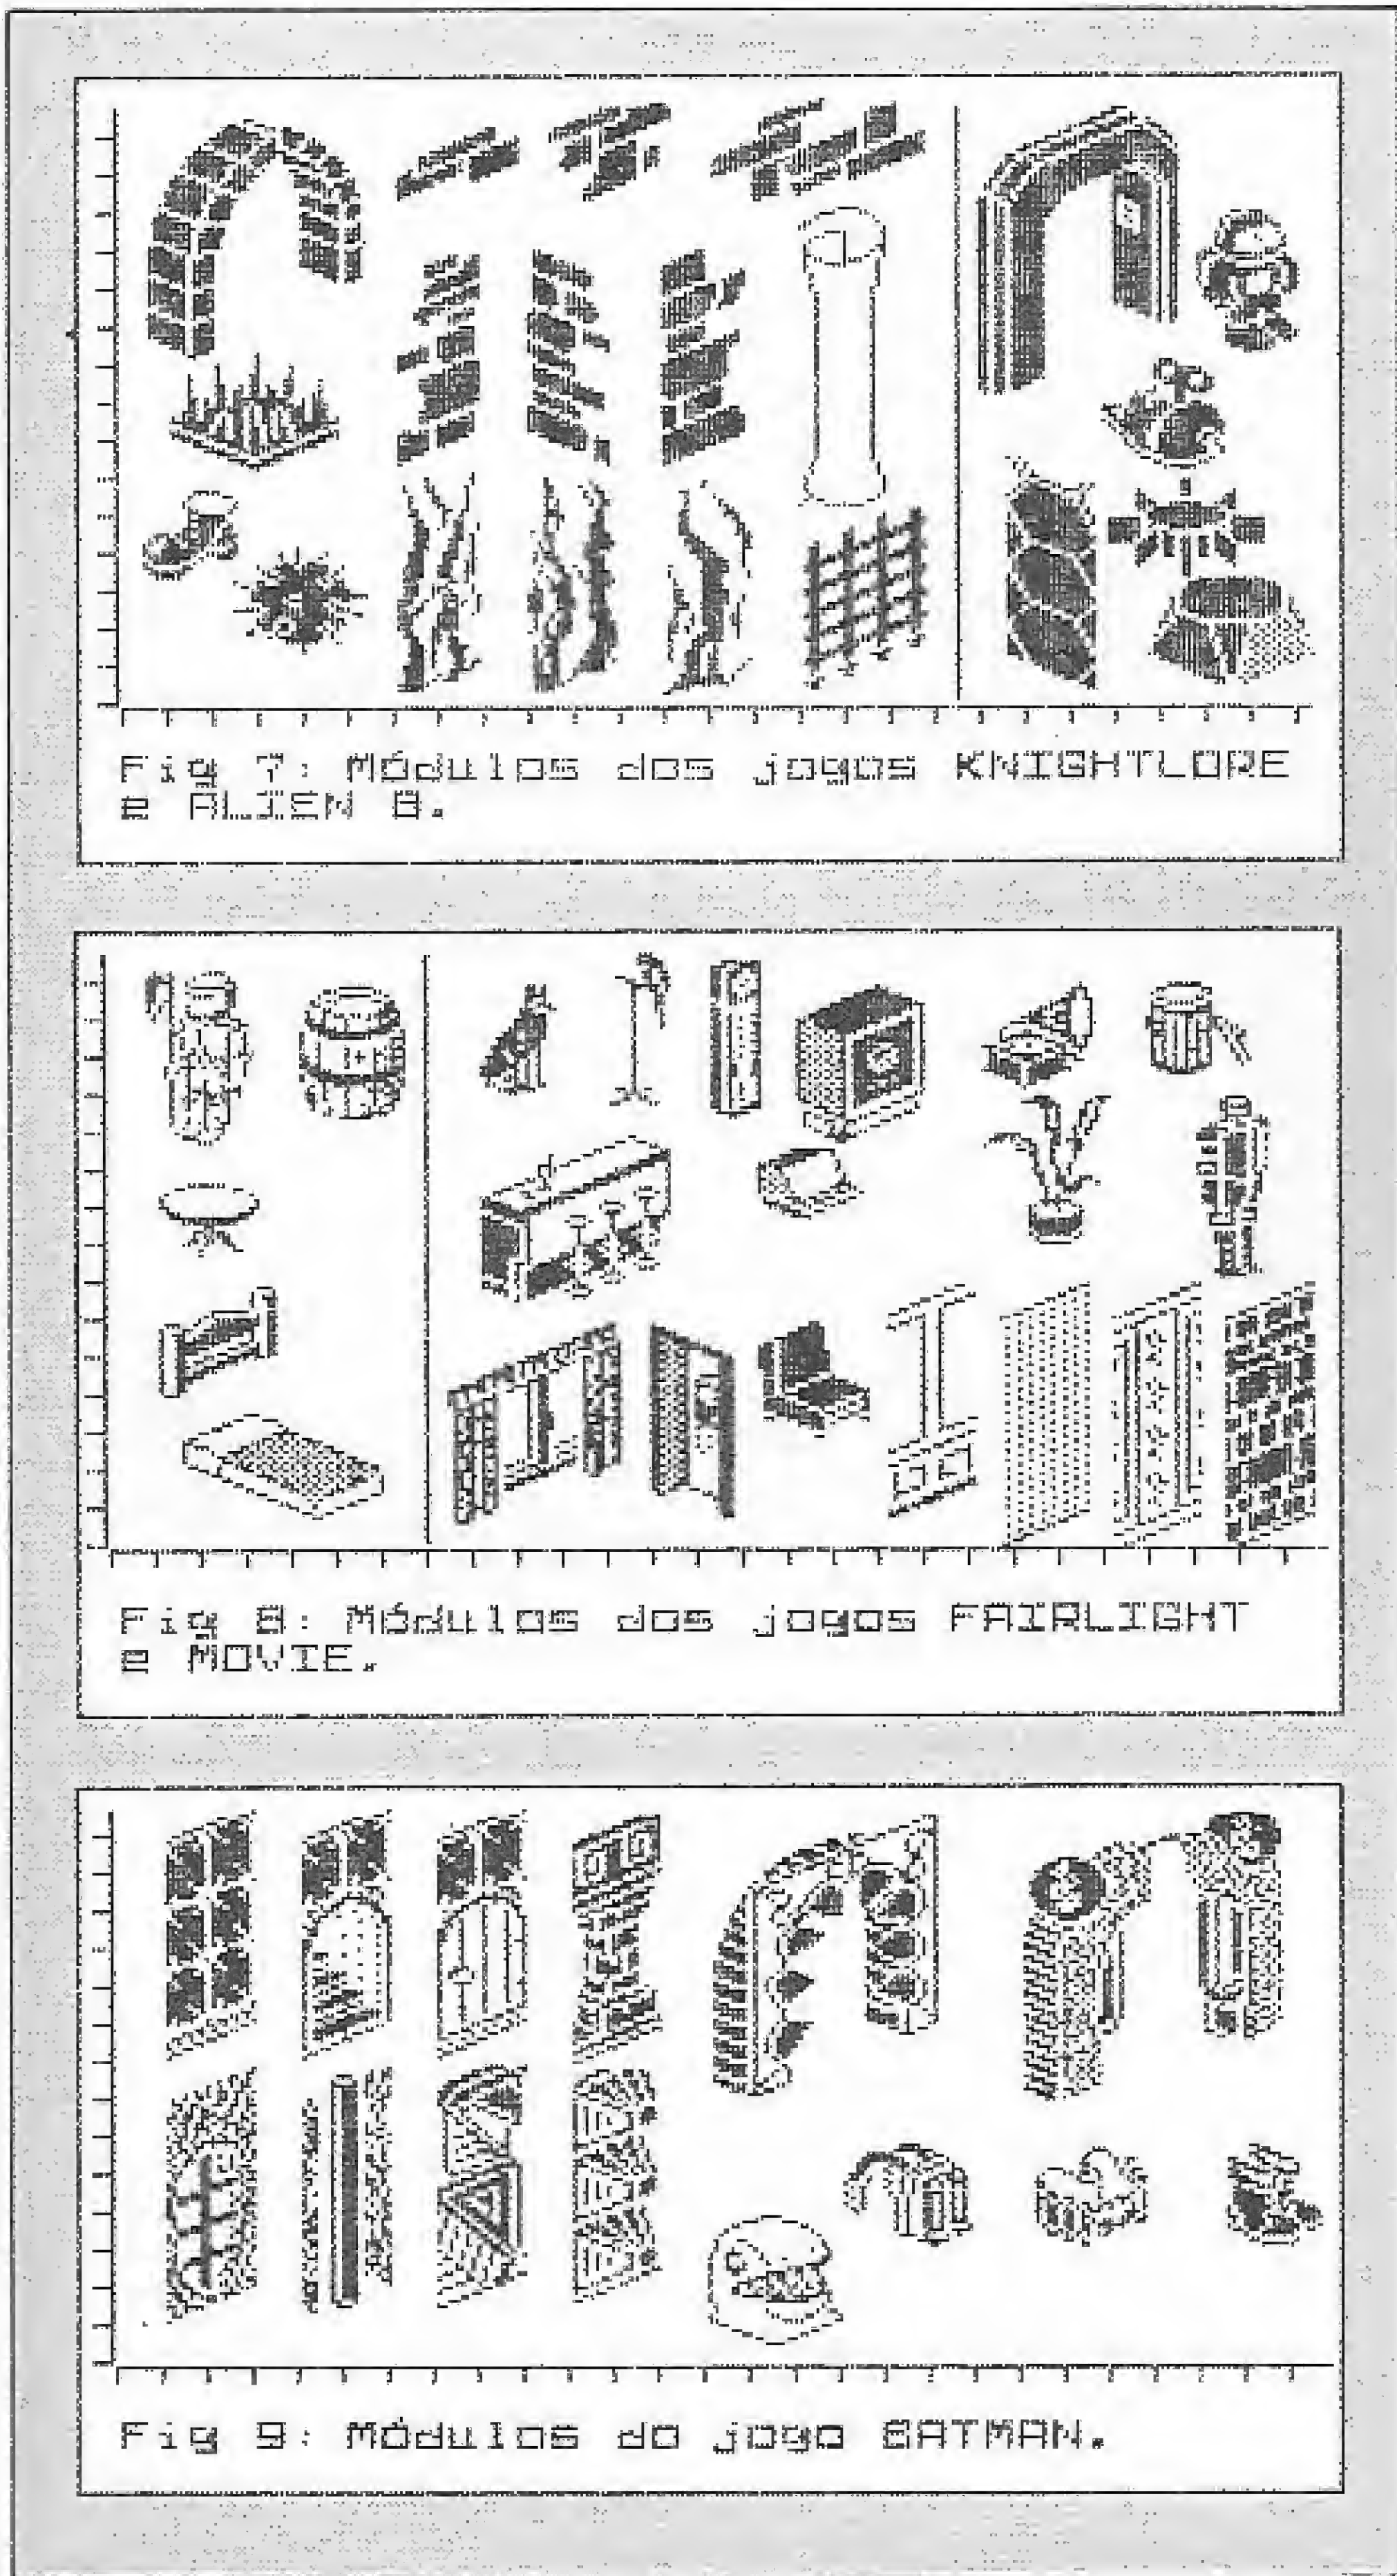 Fig 7: Módulos dos jogos KNIGHTLORE
e ALIEN 8.
Fig 8: Módulos dos jogos FAIRLIGHT
e MOVIE.
Fig 9: Módulos do jogo BATMAN.